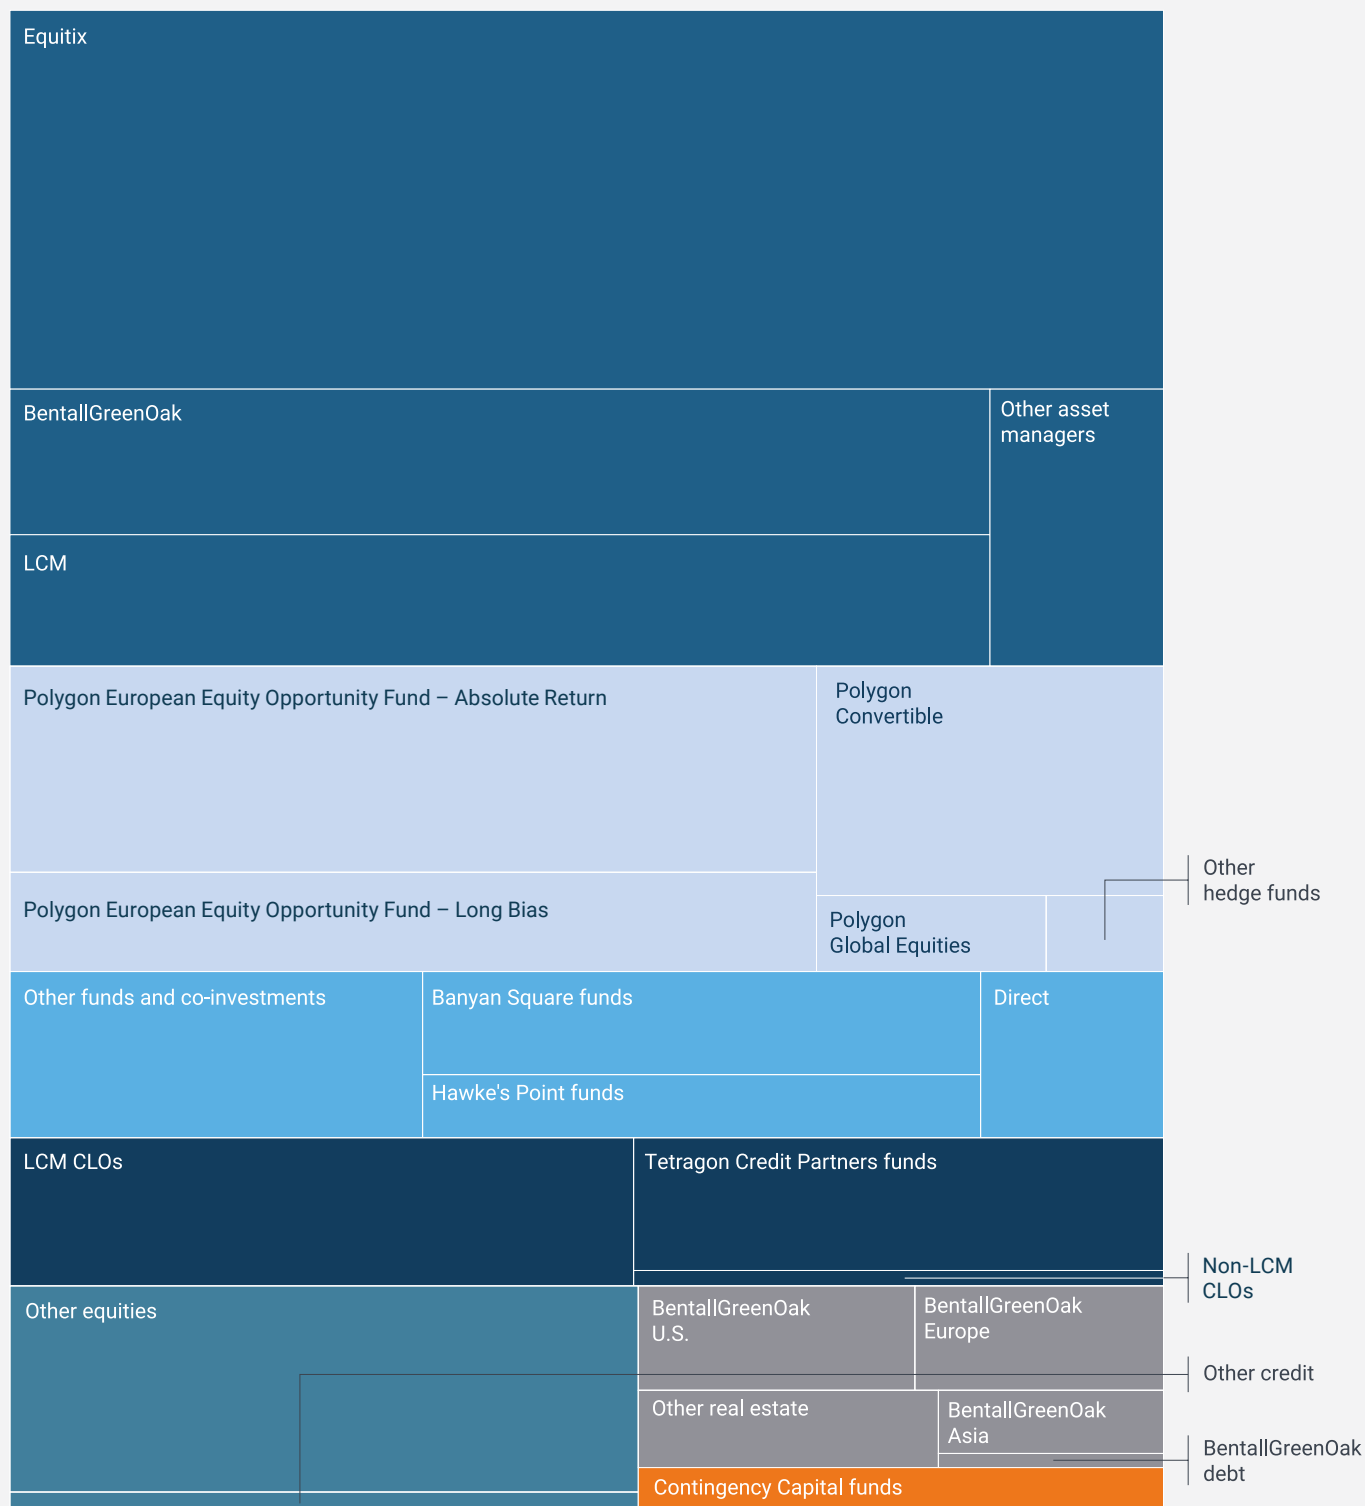 Equitix
BentallGreenOak
Other asset
managers
LCM
Polygon European Equity Opportunity Fund – Absolute Return
Polygon
Convertible
Other
hedge funds
Polygon European Equity Opportunity Fund – Long Bias
Polygon
Global Equities
Other funds and co-investments
Banyan Square funds
Direct
Hawke's Point funds
LCM CLOs
Tetragon Credit Partners funds
Non-LCM
CLOs
Other equities
BentallGreenOak
U.S.
BentallGreenOak
Europe
Other credit
Other real estate
BentallGreenOak
Asia
BentallGreenOak
debt
Contingency Capital funds